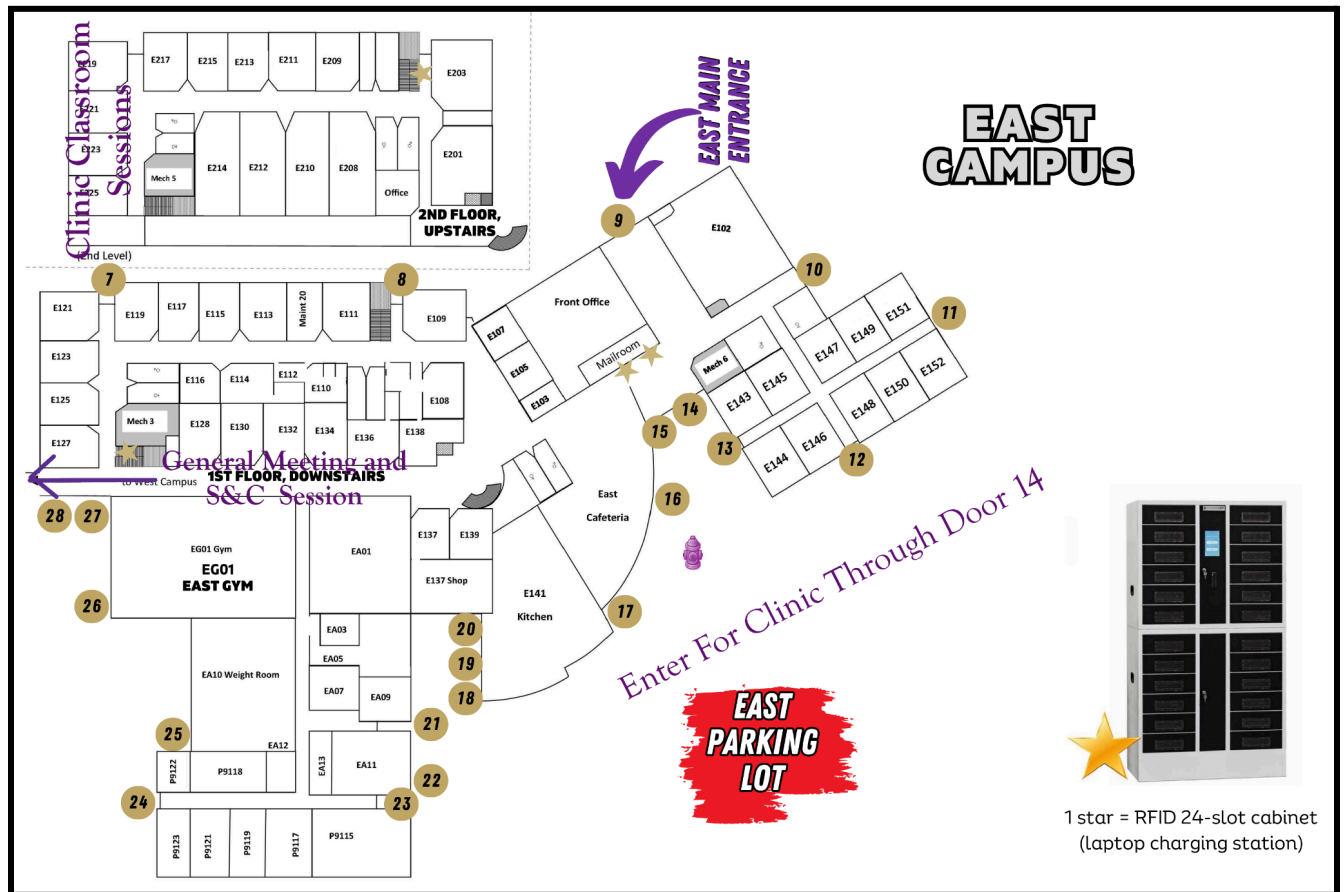 EAST
CAMPUS
EAST MAIN
ENTRANCE
Clinic Classroom
Sessions
E219
E217
E215
E213
E211
E209
E203
E221
E223
E225
Mech 5
E214
E212
E210
E208
Office
E201
2ND FLOOR,
UPSTAIRS
(2nd Level)
7
8
9
10
11
E121
E119
E117
E115
E113
Maint 20
E111
E109
E123
E125
E127
E116
E114
E112
E110
E108
Mech 3
E128
E130
E132
E134
E136
E138
General Meeting and
S&C Session
1ST FLOOR, DOWNSTAIRS
to West Campus
E102
Front Office
Mailroom
E107
E105
E103
Mech 6
E143
E145
E147
E149
E151
E148
E150
E152
E144
E146
14
15
13
12
16
17
East
Cafeteria
E141
Kitchen
28
27
26
EG01 Gym
EG01
EAST GYM
EA01
E137
E139
E137 Shop
20
19
18
EA03
EA05
EA07
EA09
EA10 Weight Room
21
25
EA12
P9122
P9118
EA13
EA11
22
24
23
P9123
P9121
P9119
P9117
P9115
Enter For Clinic Through Door 14
EAST
PARKING
LOT
1 star = RFID 24-slot cabinet
(laptop charging station)